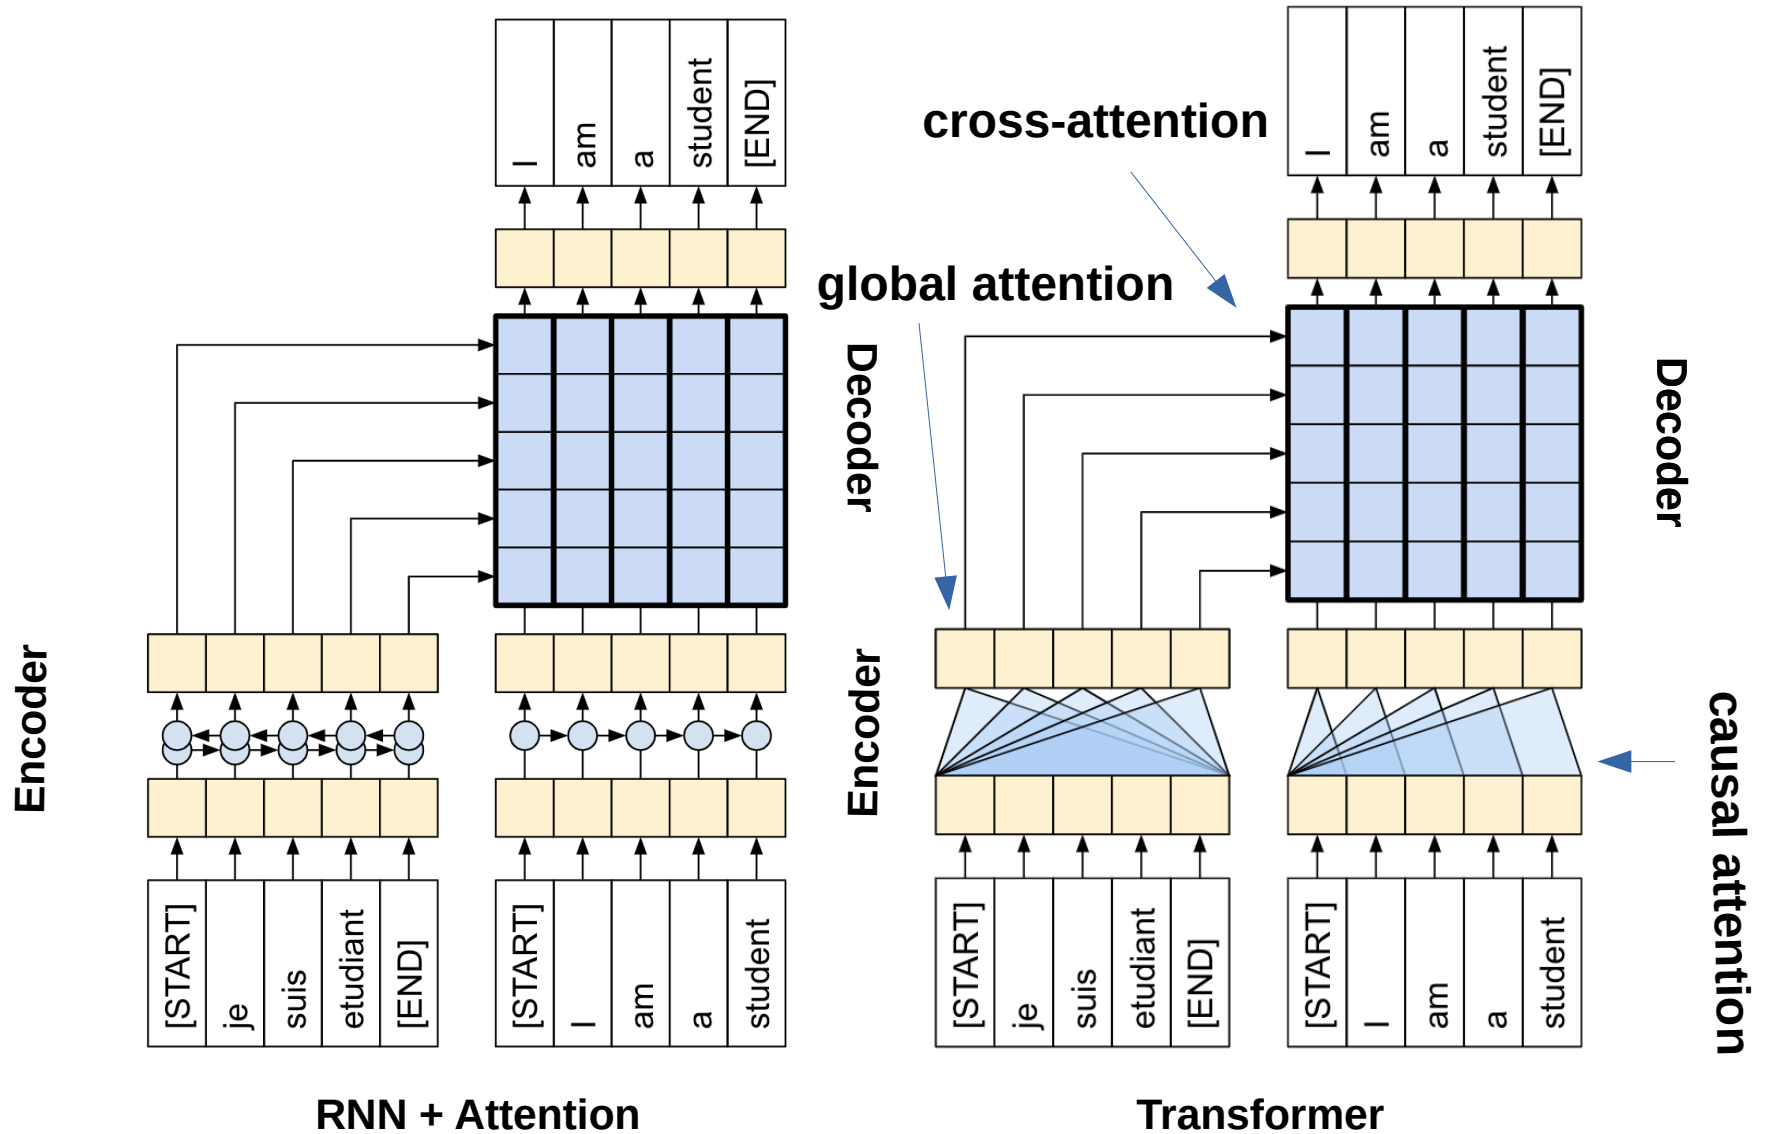 I
am
a
student
[END]
Decoder
Encoder
[START]
je
suis
etudiant
[END]
[START]
I
am
a
student
RNN + Attention
I
am
a
student
[END]
cross-attention
global attention
Decoder
Encoder
causal attention
[START]
je
suis
etudiant
[END]
[START]
I
am
a
student
Transformer